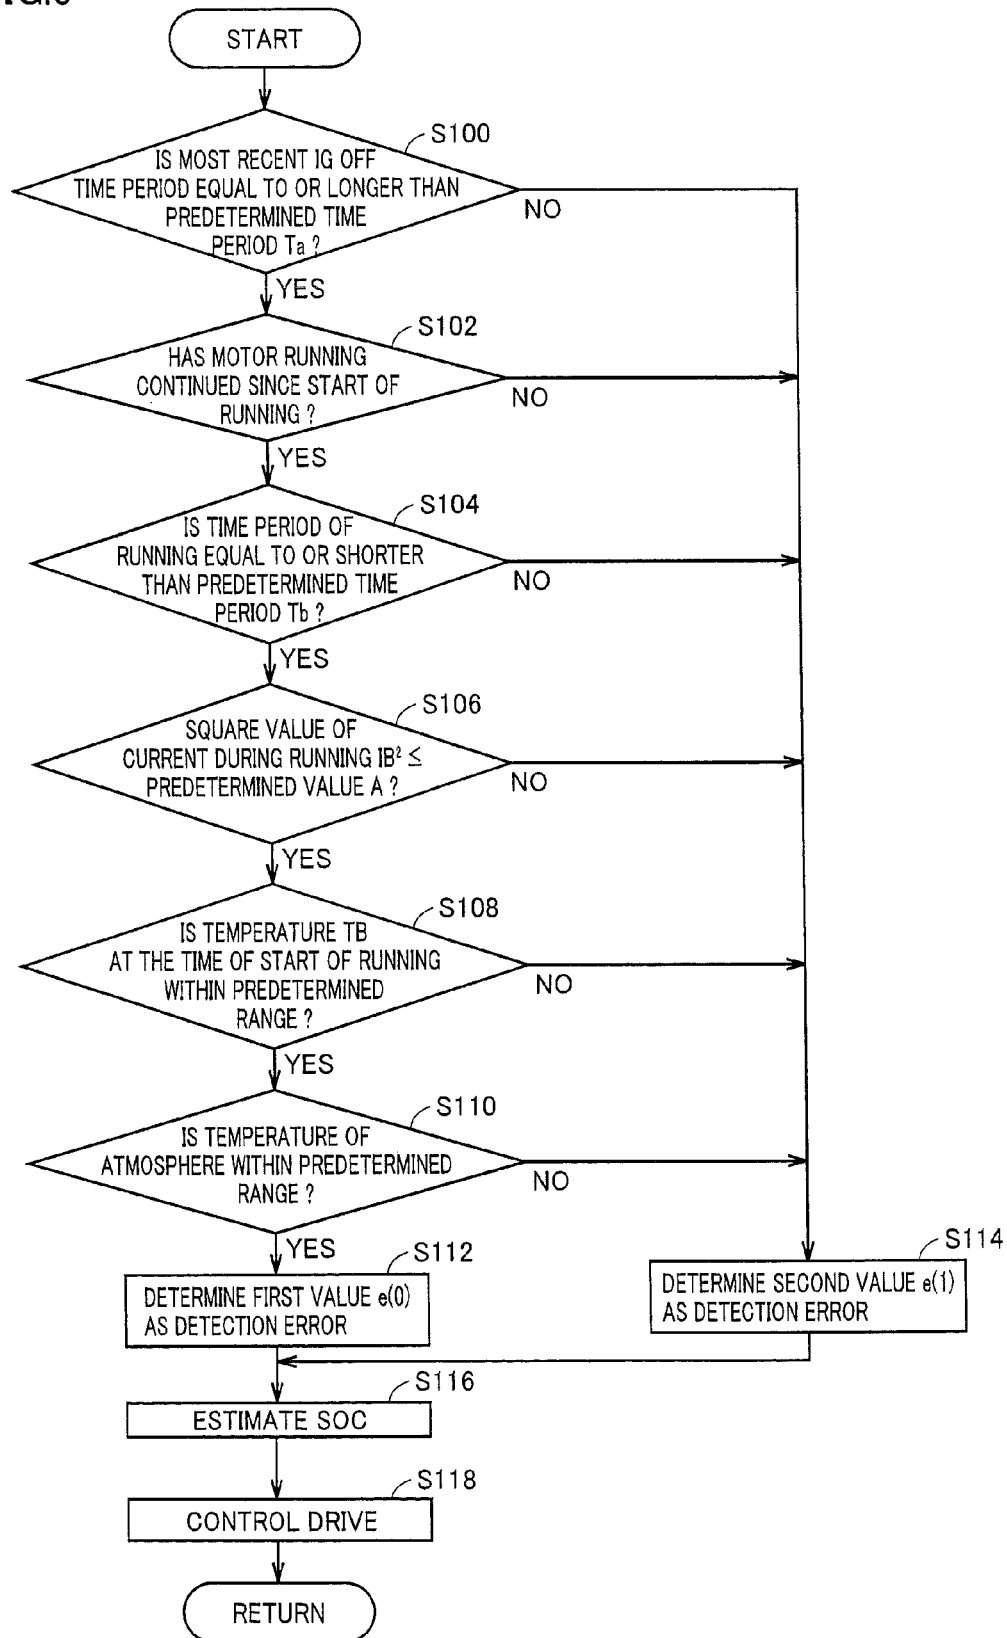 START
S100
IS MOST RECENT IG OFF
TIME PERIOD EQUAL TO OR LONGER THAN
PREDETERMINED TIME
PERIOD Ta ?
NO
YES
S102
HAS MOTOR RUNNING
CONTINUED SINCE START OF
RUNNING ?
NO
YES
S104
IS TIME PERIOD OF
RUNNING EQUAL TO OR SHORTER
THAN PREDETERMINED TIME
PERIOD Tb ?
NO
YES
S106
SQUARE VALUE OF
CURRENT DURING RUNNING IB² ≤
PREDETERMINED VALUE A ?
NO
YES
S108
IS TEMPERATURE TB
AT THE TIME OF START OF RUNNING
WITHIN PREDETERMINED
RANGE ?
NO
YES
S110
IS TEMPERATURE OF
ATMOSPHERE WITHIN PREDETERMINED
RANGE ?
NO
YES
S112
DETERMINE FIRST VALUE e(0)
AS DETECTION ERROR
S114
DETERMINE SECOND VALUE e(1)
AS DETECTION ERROR
S116
ESTIMATE SOC
S118
CONTROL DRIVE
RETURN